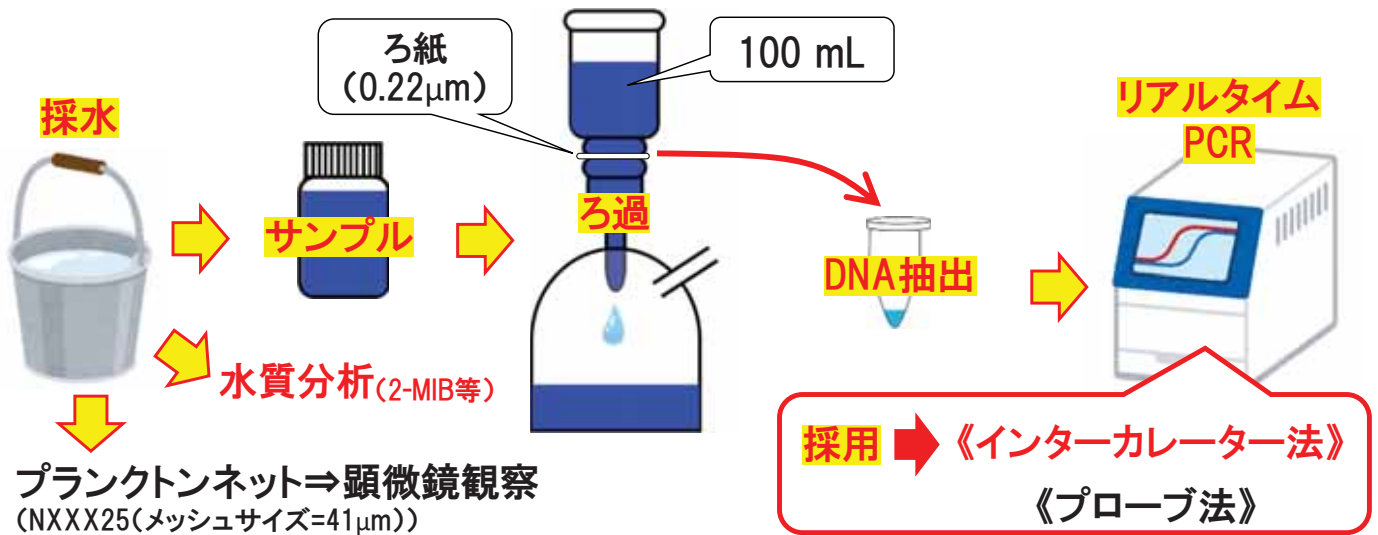 採水
サンプル
ろ紙
(0.22μm)
100 mL
ろ過
DNA抽出
リアルタイム
PCR
水質分析(2-MIB等)
プランクトンネット⇒顕微鏡観察
(NXXX25(メッシュサイズ=41μm))
採用
《インターカレーター法》
《プローブ法》